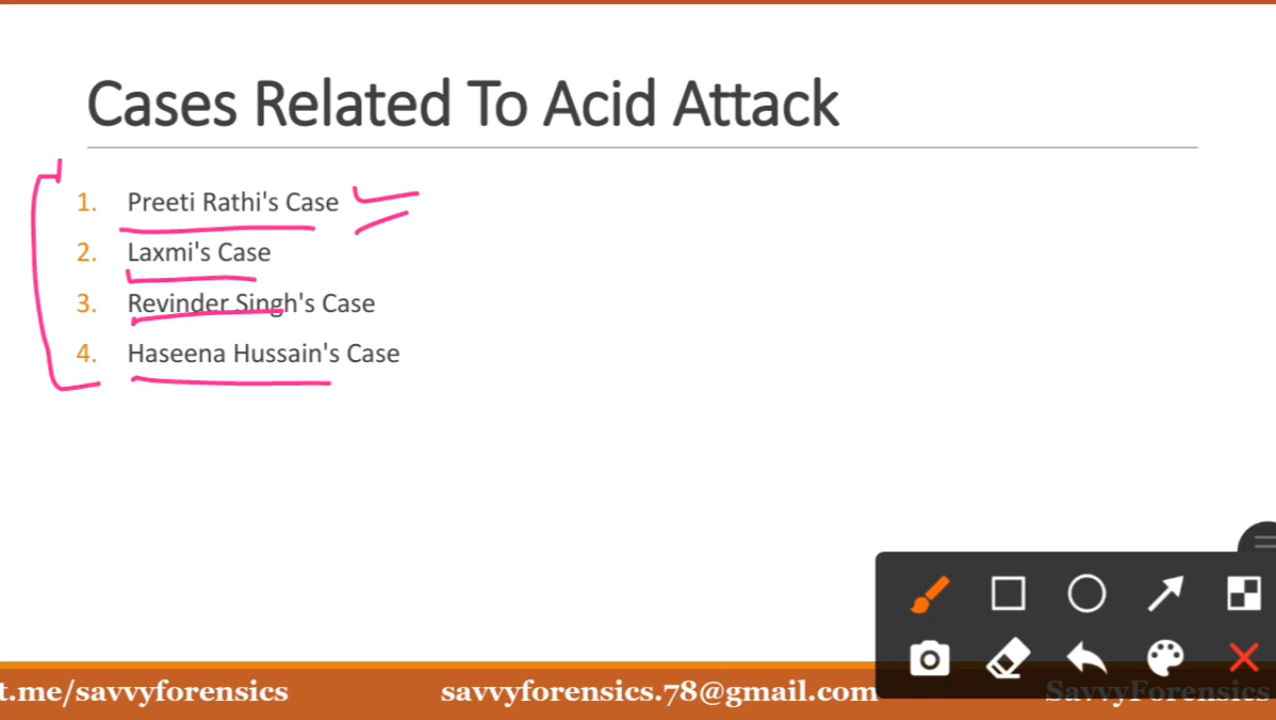 Cases Related To Acid Attack
1. Preeti Rathi's Case
2. Laxmi's Case
3. Revinder Singh's Case
4. Haseena Hussain's Case
t.me/savvyforensics savvyforensics.78@gmail.com SavvyForensics